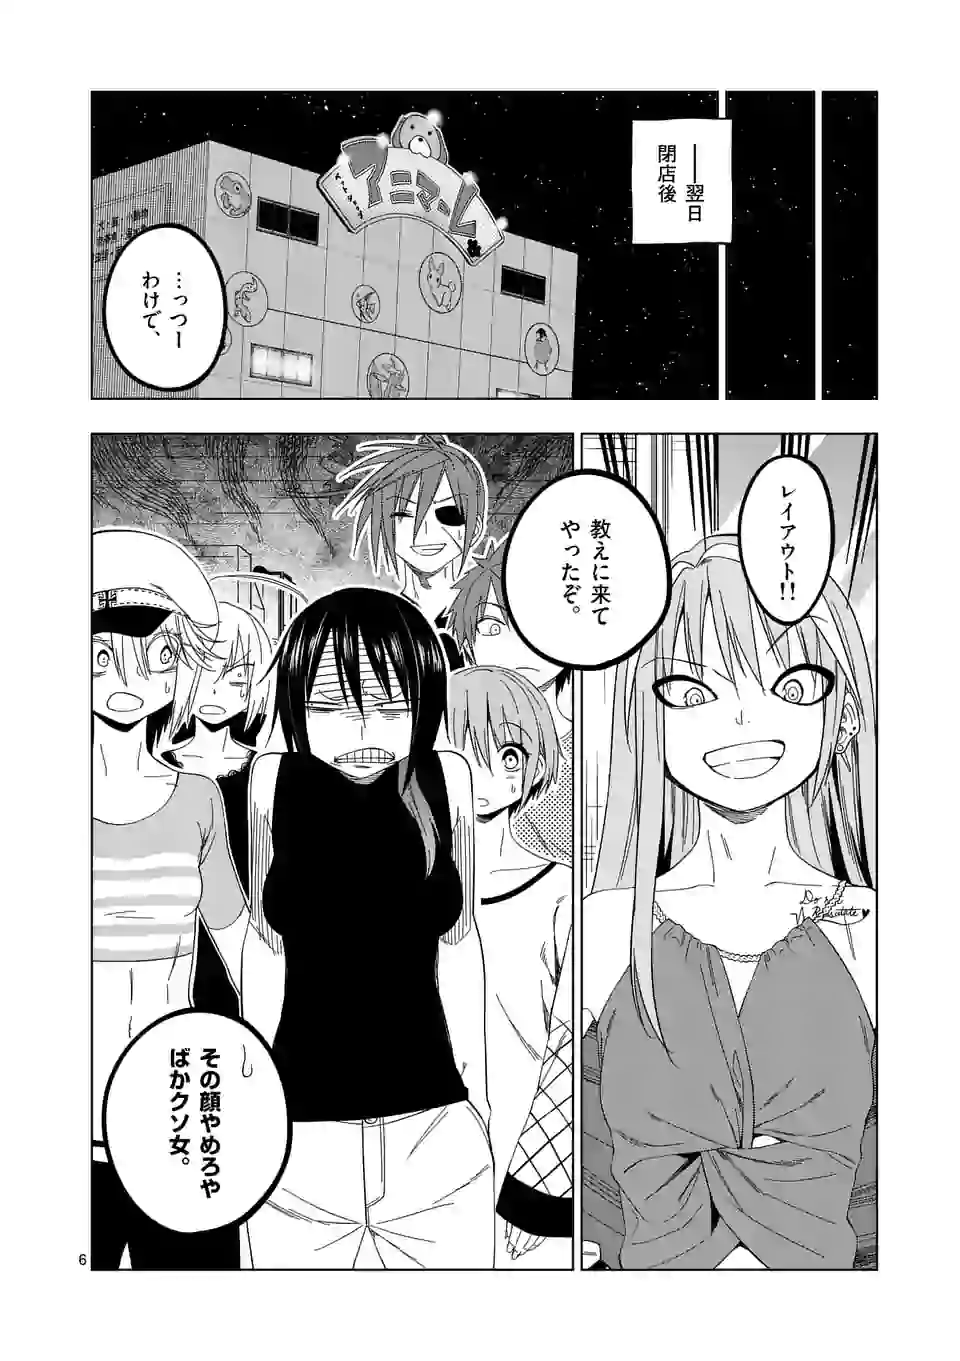 ――翌日
閉店後
アニマール
…っつー
わけで、
レイアウト!!
教えに来て
やったぞ。
その顔やめろや
ばかクソ女。
6